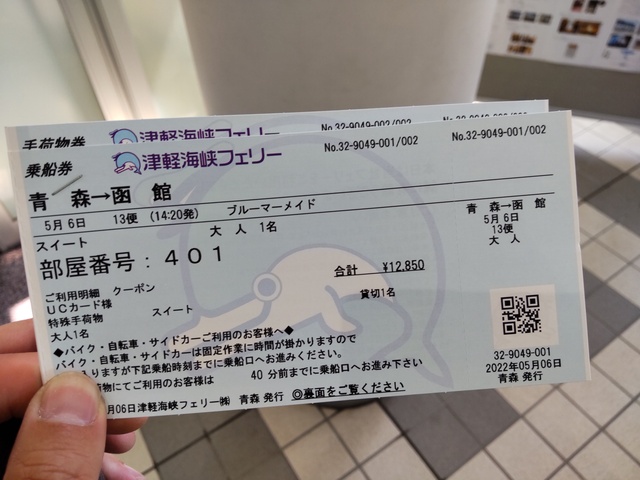 手荷物券 津軽海峡フェリー No.32-9049-002/002
乗船券 津軽海峡フェリー No.32-9049-001/002 No.32-9049-001/002
青 森→函 館
5月 6日 13便 (14:20発) ブルーマーメイド
スイート 大 人 1名
部屋番号: 401
合計 ¥12,850
ご利用明細 クーポン
UCカード様 貸切1名
特殊手荷物 スイート
大人1名
◆バイク・自転車・サイドカーご利用のお客様へ◆
バイク・自転車・サイドカーは固定作業に時間が掛かりますので
ありますが下記乗船時刻までに乗船口へお進みください。
物にてご利用のお客様は 40 分前までに乗船口へお進み下さい
月06日津軽海峡フェリー㈱ 青森 発行 ◎裏面をご覧ください
青 森→函 館
5月 6日
13便
大 人
32-9049-001
2022年05月06日
青森 発行